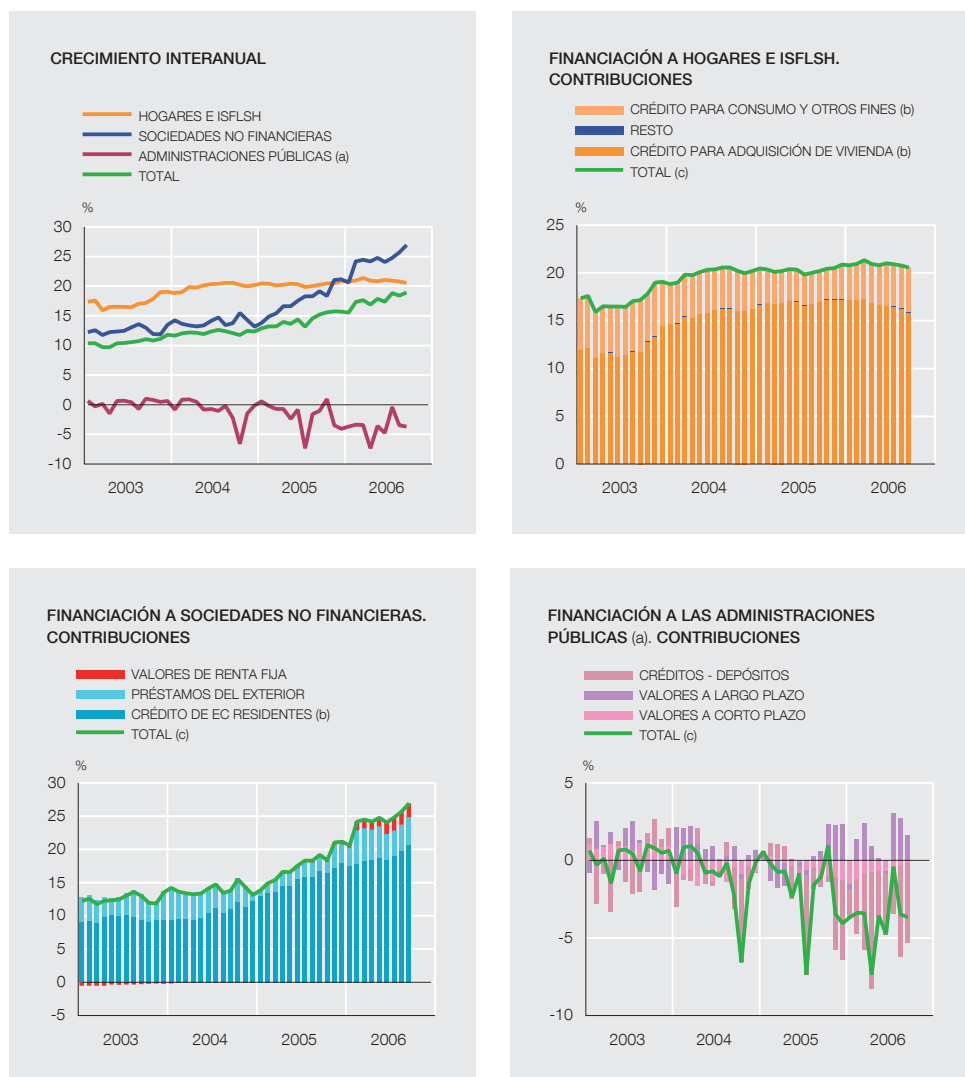 CRECIMIENTO INTERANUAL
HOGARES E ISFLSH
SOCIEDADES NO FINANCIERAS
ADMINISTRACIONES PÚBLICAS (a)
TOTAL
%
30
25
20
15
10
5
0
-5
-10
2003 2004 2005 2006
FINANCIACIÓN A HOGARES E ISFLSH.
CONTRIBUCIONES
CRÉDITO PARA CONSUMO Y OTROS FINES (b)
RESTO
CRÉDITO PARA ADQUISICIÓN DE VIVIENDA (b)
TOTAL (c)
%
25
20
15
10
5
0
2003 2004 2005 2006
FINANCIACIÓN A SOCIEDADES NO FINANCIERAS.
CONTRIBUCIONES
VALORES DE RENTA FIJA
PRÉSTAMOS DEL EXTERIOR
CRÉDITO DE EC RESIDENTES (b)
TOTAL (c)
%
30
25
20
15
10
5
0
-5
2003 2004 2005 2006
FINANCIACIÓN A LAS ADMINISTRACIONES
PÚBLICAS (a). CONTRIBUCIONES
CRÉDITOS - DEPÓSITOS
VALORES A LARGO PLAZO
VALORES A CORTO PLAZO
TOTAL (c)
%
5
0
-5
-10
2003 2004 2005 2006